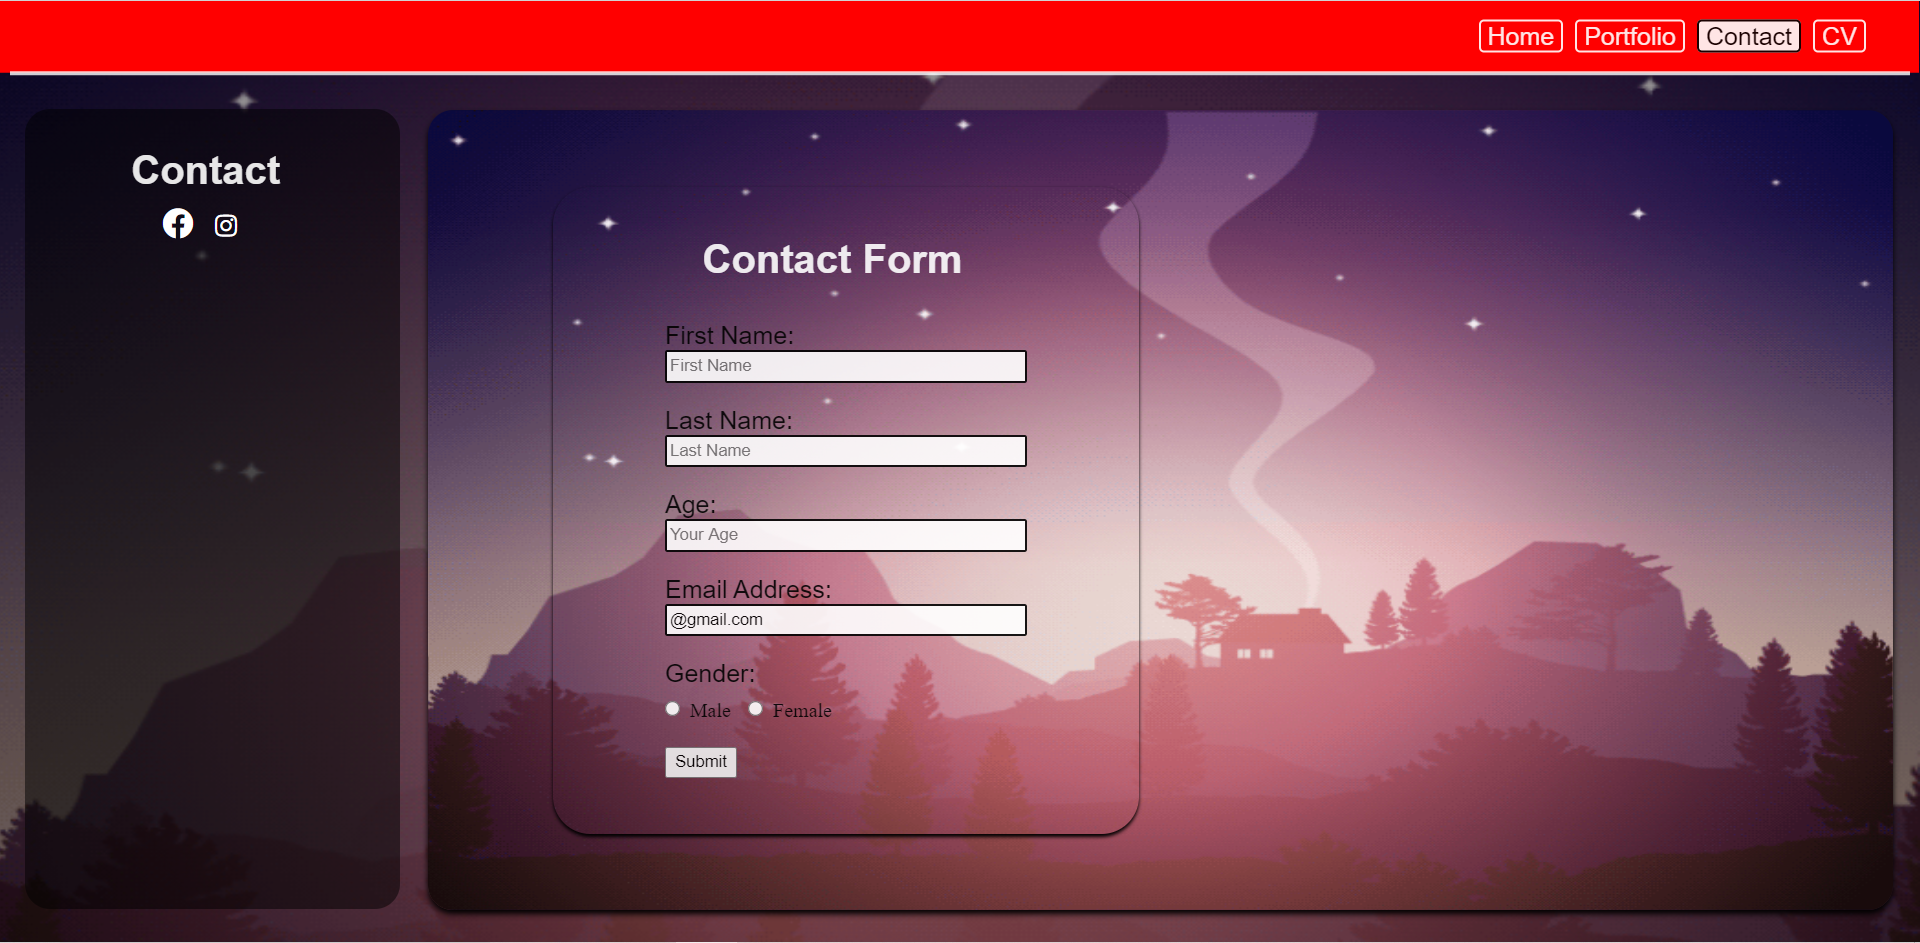 Home Portfolio Contact CV
Contact
Contact Form
First Name:
First Name
Last Name:
Last Name
Age:
Your Age
Email Address:
@gmail.com
Gender:
Male Female
Submit